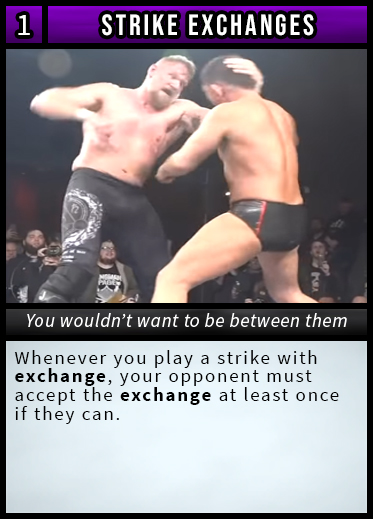 1
STRIKE EXCHANGES
You wouldn't want to be between them
Whenever you play a strike with
exchange, your opponent must
accept the exchange at least once
if they can.